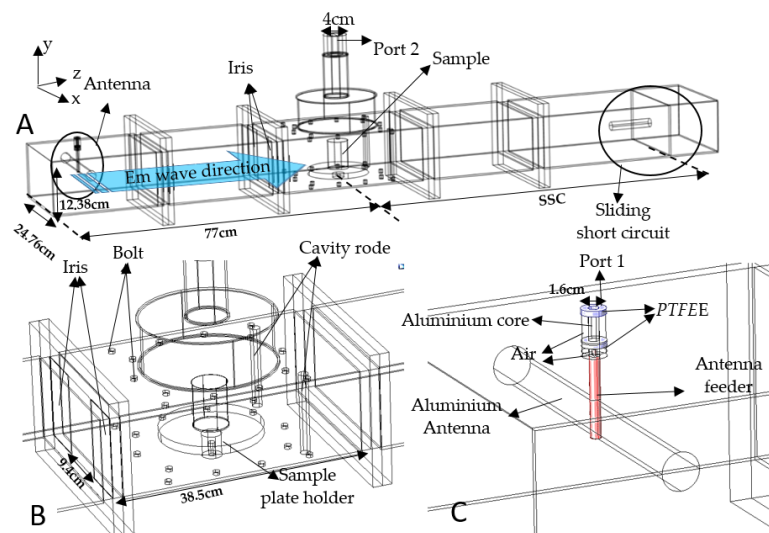 4cm
Port 2
Iris
Sample
y
z
x
Antenna
A
Em wave direction
12.38cm
24.76cm
77cm
SSC
Sliding
short circuit
Bolt
Iris
Cavity rode
9.4cm
38.5cm
Sample
plate holder
B
Port 1
1.6cm
PTFEE
Aluminium core
Air
Antenna
feeder
Aluminium
Antenna
C